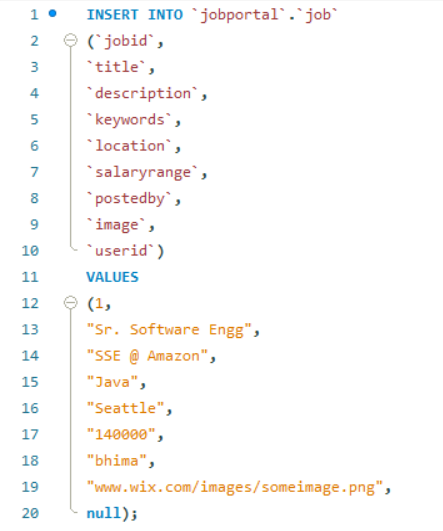 1 INSERT INTO `jobportal`.`job`
2 (`jobid`,
3 `title`,
4 `description`,
5 `keywords`,
6 `location`,
7 `salaryrange`,
8 `postedby`,
9 `image`,
10 `userid`)
11 VALUES
12 (1,
13 "Sr. Software Engg",
14 "SSE @ Amazon",
15 "Java",
16 "Seattle",
17 "140000",
18 "bhima",
19 "www.wix.com/images/someimage.png",
20 null);